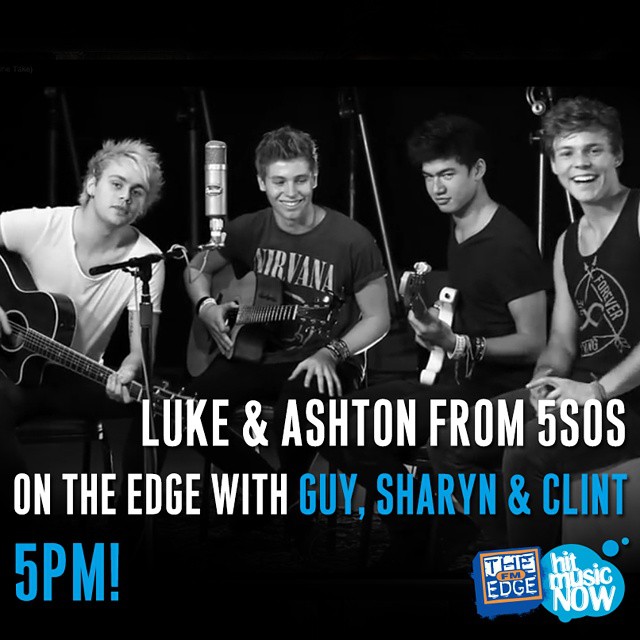 NIRVANA
FOREVER
LUKE & ASHTON FROM 5SOS
ON THE EDGE WITH GUY, SHARYN & CLINT
5PM!
THE
FM
EDGE
hit
music
NOW